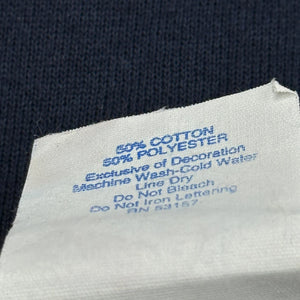 50% COTTON
50% POLYESTER
Exclusive of Decoration
Machine Wash-Cold Water
Line Dry
Do Not Bleach
Do Not Iron Lettering
RN 53157